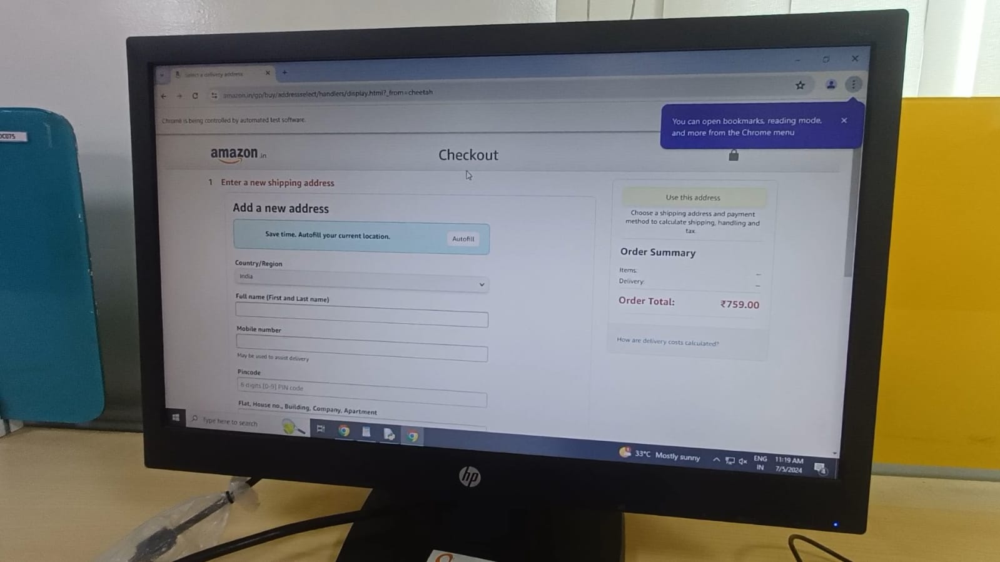 Select a delivery address
amazon.in/gp/buy/addressselect/handlers/display.html?_from=cheetah
Chrome is being controlled by automated test software.
You can open bookmarks, reading mode,
and more from the Chrome menu
amazon.in
Checkout
1 Enter a new shipping address
Add a new address
Save time. Autofill your current location.
Autofill
Country/Region
India
Full name (First and Last name)
Mobile number
May be used to assist delivery
Pincode
6 digits [0-9] PIN code
Flat, House no., Building, Company, Apartment
Use this address
Choose a shipping address and payment
method to calculate shipping, handling and
tax.
Order Summary
Items: --
Delivery: --
Order Total: ₹759.00
How are delivery costs calculated?
Type here to search
33°C Mostly sunny
ENG
IN
11:19 AM
7/5/2024
4
hp